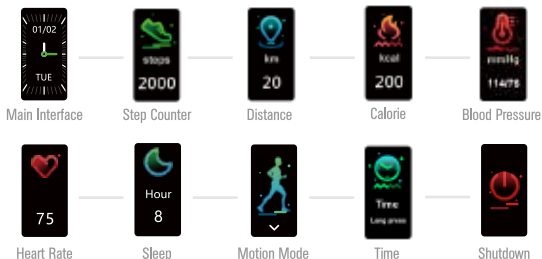 01/02
TUE
steps
2000
km
20
kcal
200
mmHg
114/76
Main Interface
Step Counter
Distance
Calorie
Blood Pressure
75
Hour
8
Time
Long press
Heart Rate
Sleep
Motion Mode
Time
Shutdown